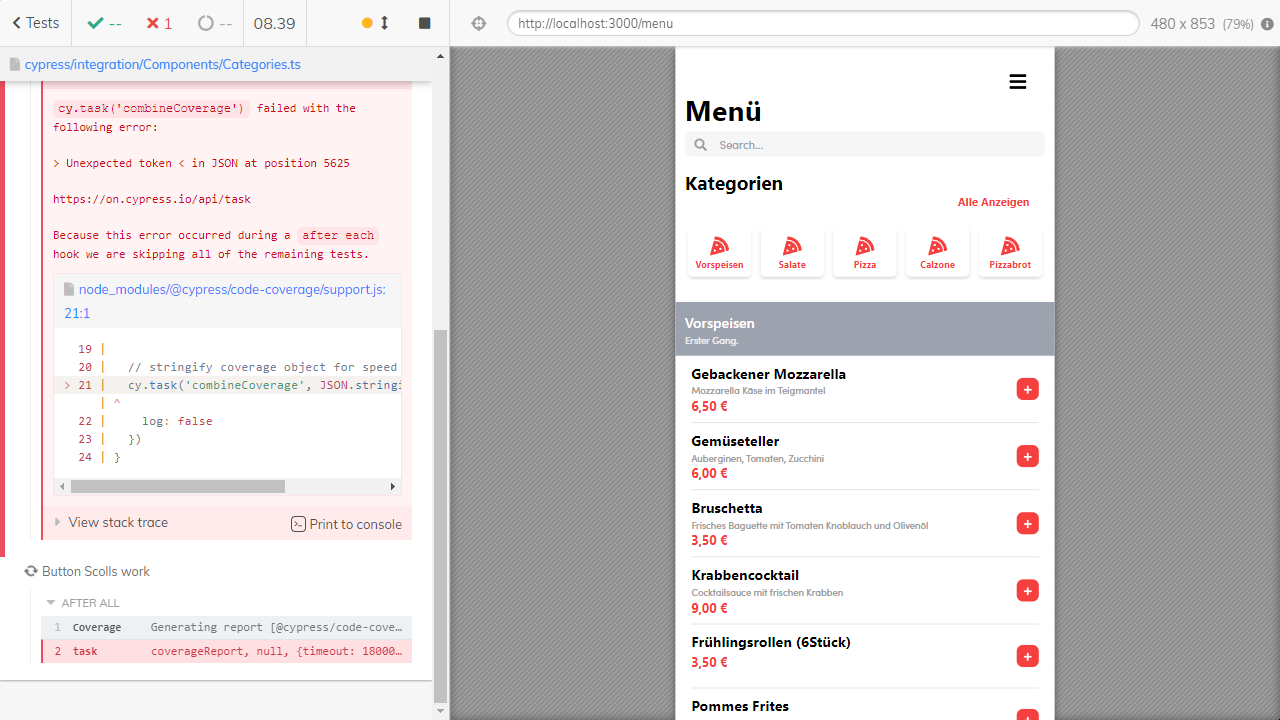 Tests
--
1
--
08.39
http://localhost:3000/menu
480 x 853 (79%)
cypress/integration/Components/Categories.ts
cy.task('combineCoverage') failed with the
following error:
> Unexpected token < in JSON at position 5625
https://on.cypress.io/api/task
Because this error occurred during a after each
hook we are skipping all of the remaining tests.
node_modules/@cypress/code-coverage/support.js:
21:1
19 |
20 | // stringify coverage object for speed
> 21 | cy.task('combineCoverage', JSON.stringi
| ^
22 | log: false
23 | })
24 | }
View stack trace
Print to console
Button Scolls work
AFTER ALL
1 Coverage Generating report [@cypress/code-cove…
2 task coverageReport, null, {timeout: 18000…
Menü
Search...
Kategorien
Alle Anzeigen
Vorspeisen
Salate
Pizza
Calzone
Pizzabrot
Vorspeisen
Erster Gang.
Gebackener Mozzarella
Mozzarella Käse im Teigmantel
6,50 €
+
Gemüseteller
Auberginen, Tomaten, Zucchini
6,00 €
+
Bruschetta
Frisches Baguette mit Tomaten Knoblauch und Olivenöl
3,50 €
+
Krabbencocktail
Cocktailsauce mit frischen Krabben
9,00 €
+
Frühlingsrollen (6Stück)
3,50 €
+
Pommes Frites
+